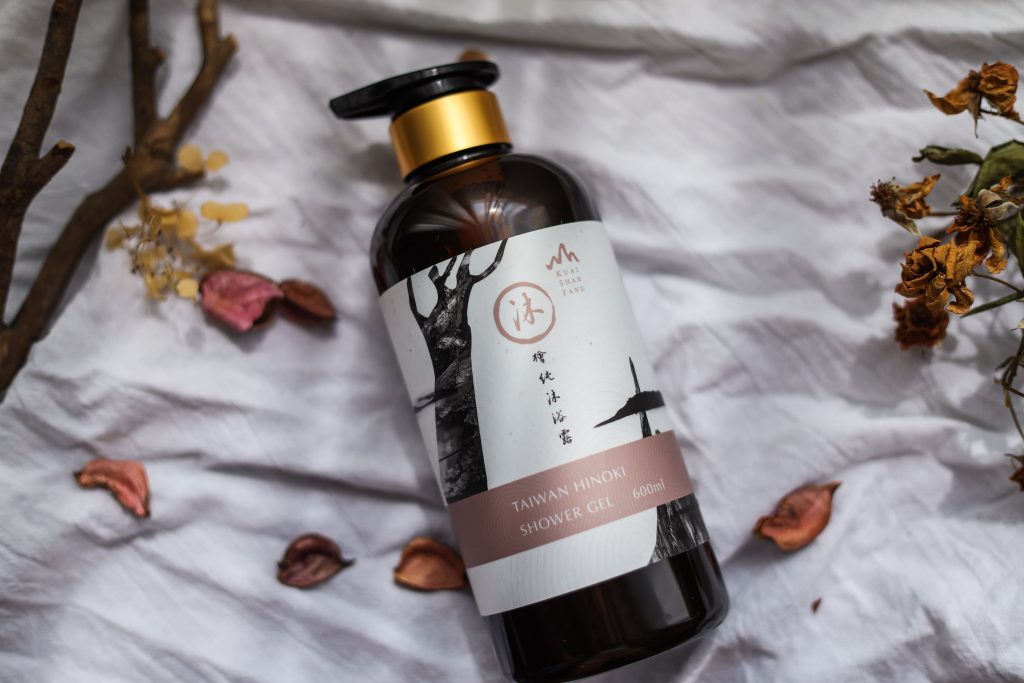 KUAI
SHAN
FANG
沐
檜純沐浴露
TAIWAN HINOKI
SHOWER GEL 600ml